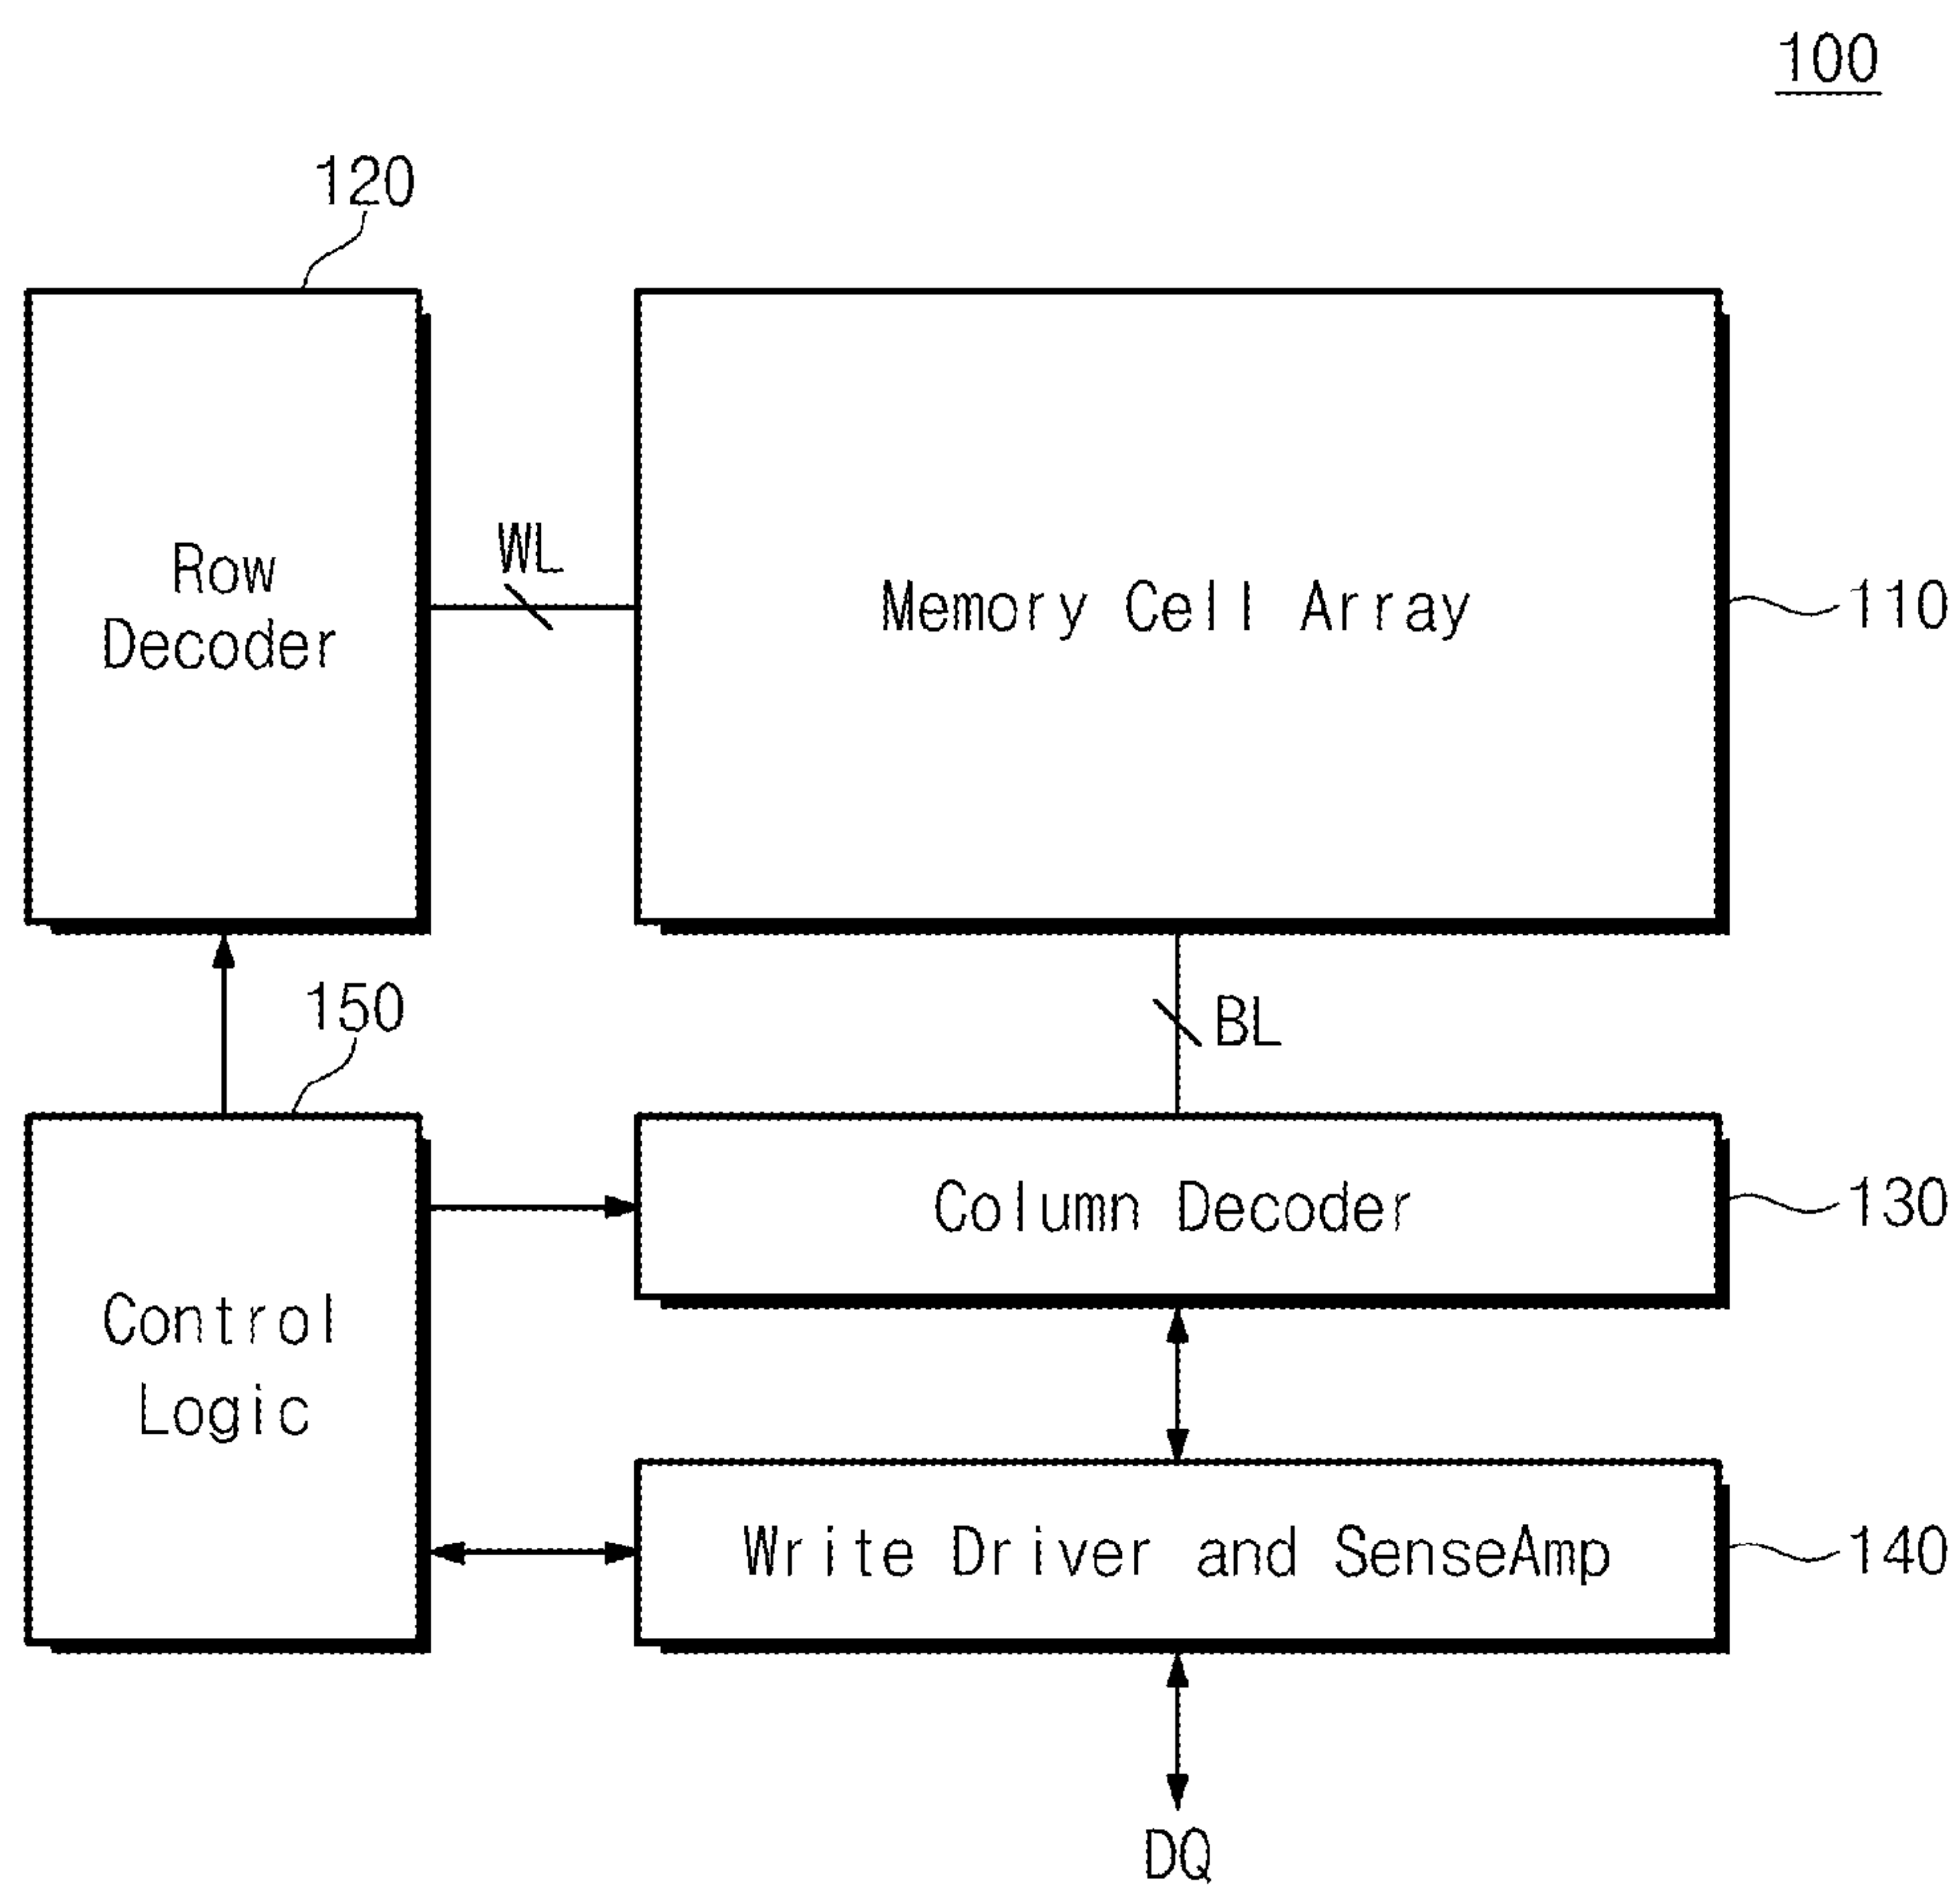 100
120
Row
Decoder
WL
Memory Cell Array
110
150
BL
Control
Logic
Column Decoder
130
Write Driver and SenseAmp
140
DQ